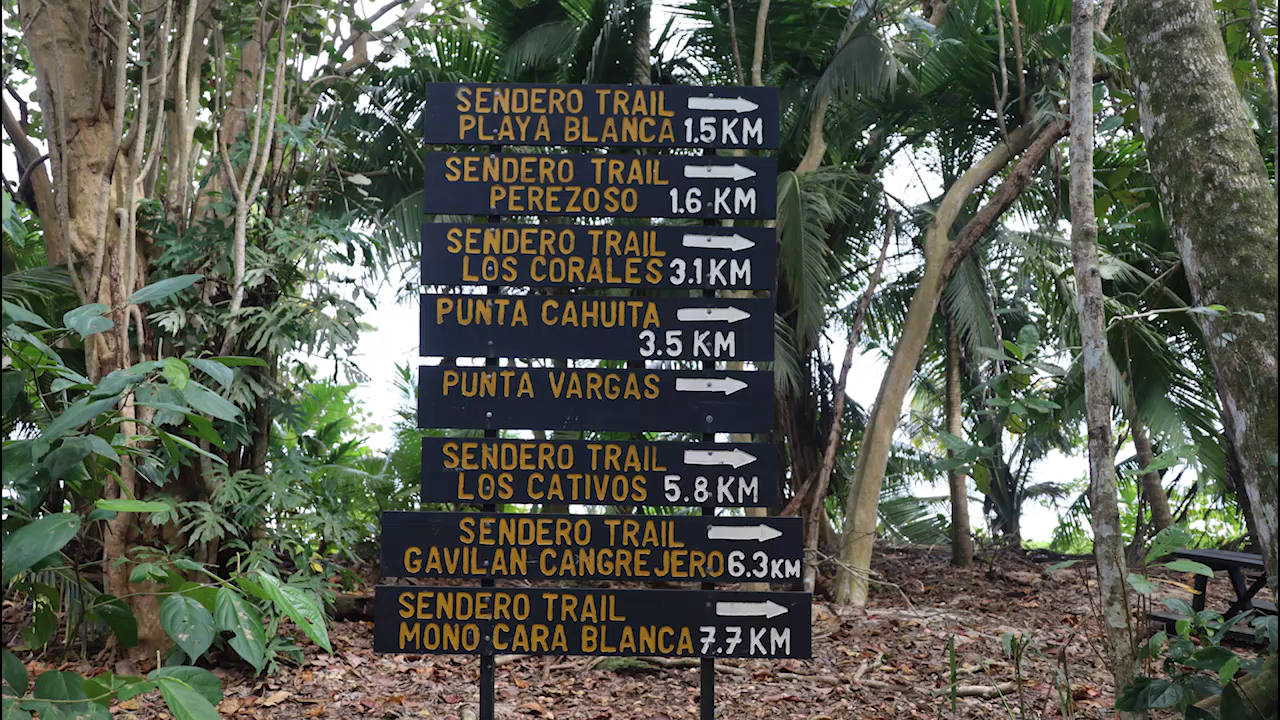 SENDERO TRAIL
PLAYA BLANCA 1.5 KM
SENDERO TRAIL
PEREZOSO 1.6 KM
SENDERO TRAIL
LOS CORALES 3.1 KM
PUNTA CAHUITA
3.5 KM
PUNTA VARGAS
SENDERO TRAIL
LOS CATIVOS 5.8 KM
SENDERO TRAIL
GAVILAN-CANGREJERO 6.3 KM
SENDERO TRAIL
MONO CARA BLANCA 7.7 KM